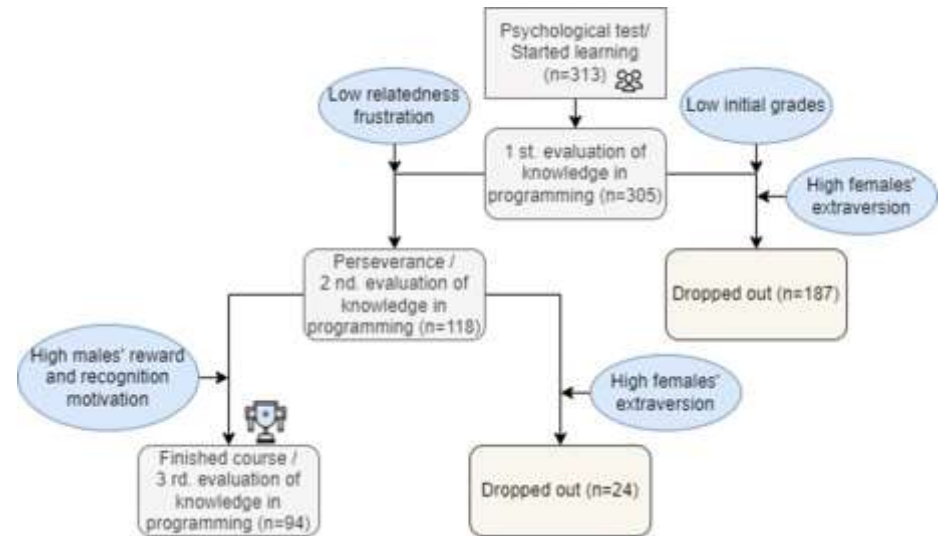 Psychological test/
Started learning
(n=313)
Low relatedness
frustration
Low initial grades
1 st. evaluation of
knowledge in
programming (n=305)
High females'
extraversion
Perseverance /
2 nd. evaluation of
knowledge in
programming (n=118)
Dropped out (n=187)
High males' reward
and recognition
motivation
High females'
extraversion
Finished course /
3 rd. evaluation of
knowledge in
programming (n=94)
Dropped out (n=24)